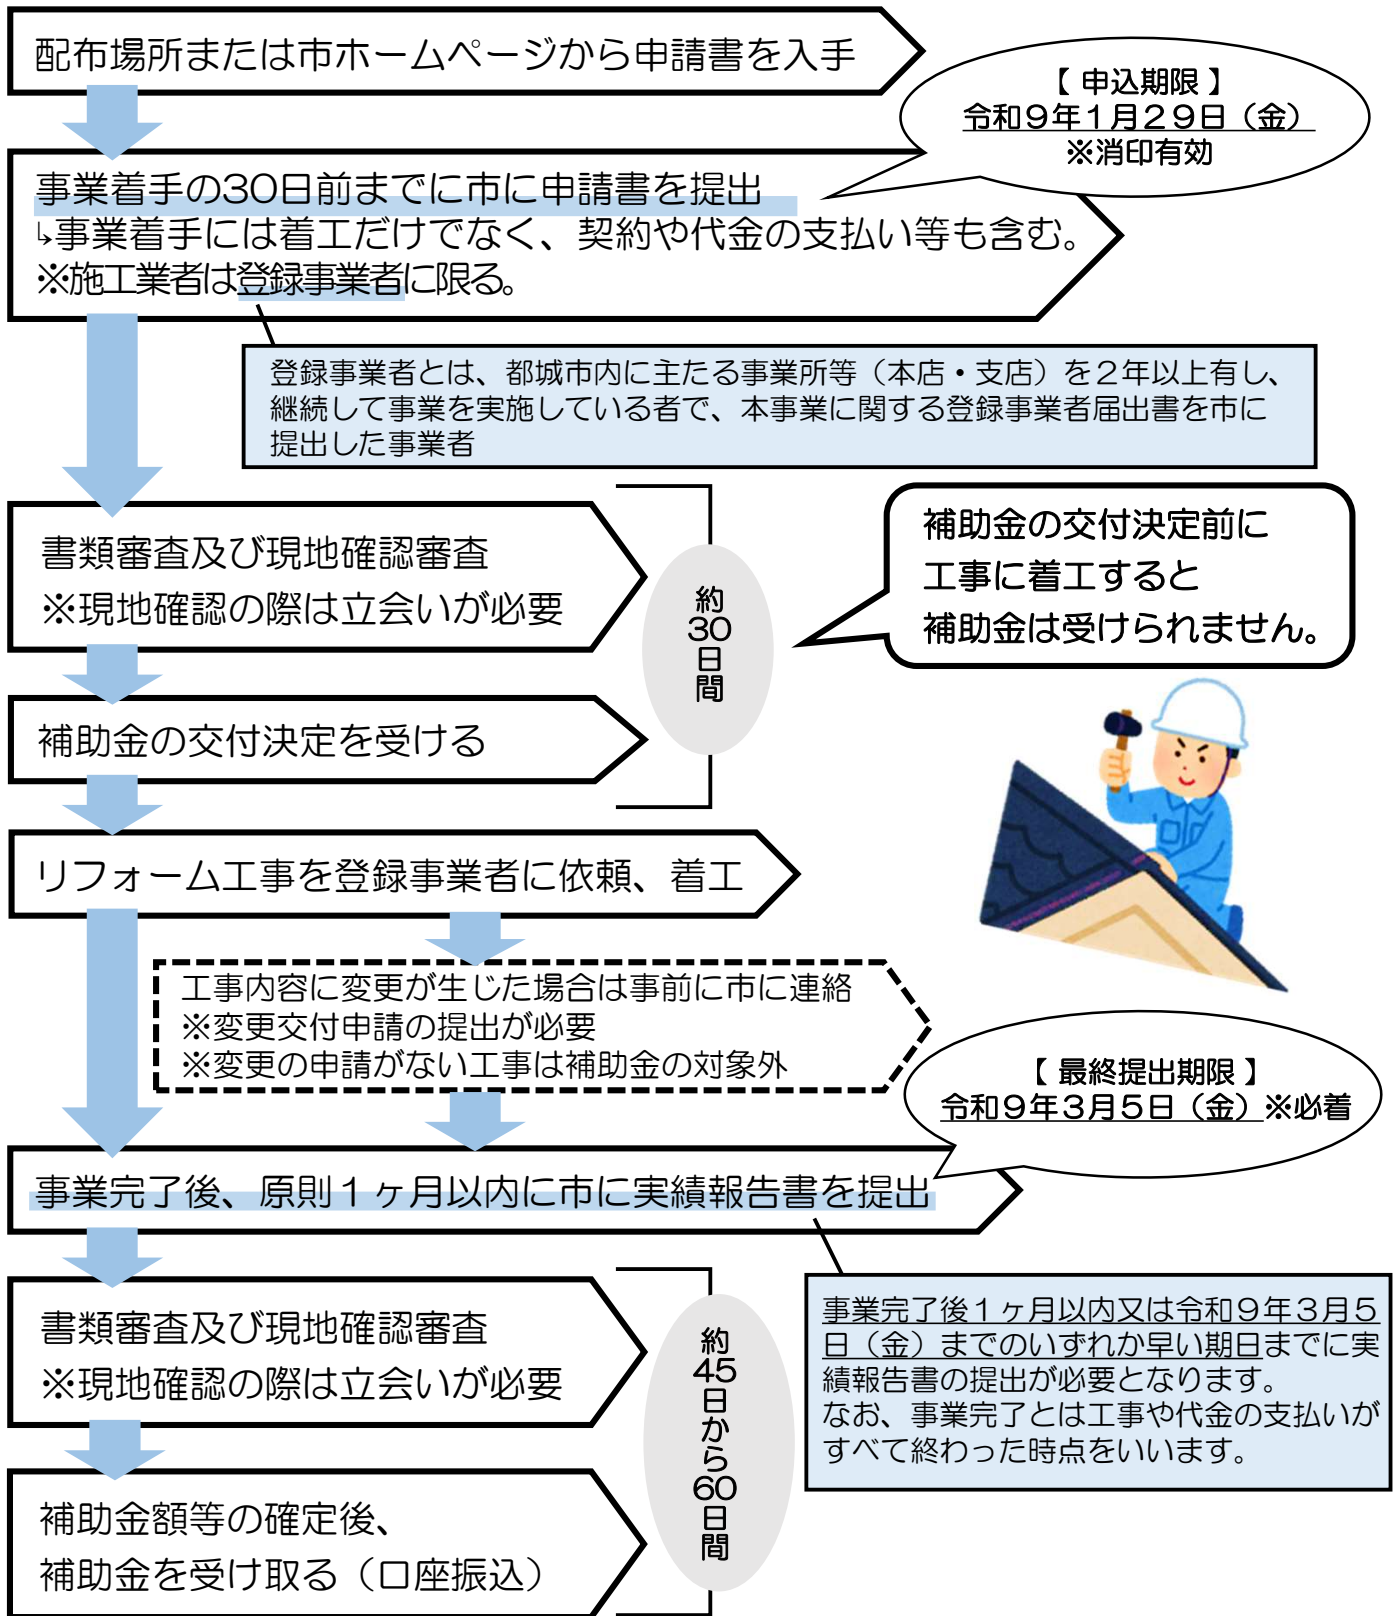 配布場所または市ホームページから申請書を入手
【 申込期限 】
令和９年１月２９日（金）
※消印有効
事業着手の30日前までに市に申請書を提出
↳事業着手には着工だけでなく、契約や代金の支払い等も含む。
※施工業者は登録事業者に限る。
登録事業者とは、都城市内に主たる事業所等（本店・支店）を２年以上有し、
継続して事業を実施している者で、本事業に関する登録事業者届出書を市に
提出した事業者
書類審査及び現地確認審査
※現地確認の際は立会いが必要
約30日間
補助金の交付決定前に
工事に着工すると
補助金は受けられません。
補助金の交付決定を受ける
リフォーム工事を登録事業者に依頼、着工
工事内容に変更が生じた場合は事前に市に連絡
※変更交付申請の提出が必要
※変更の申請がない工事は補助金の対象外
【 最終提出期限 】
令和９年３月５日（金）※必着
事業完了後、原則１ヶ月以内に市に実績報告書を提出
事業完了後１ヶ月以内又は令和９年３月５
日（金）までのいずれか早い期日までに実
績報告書の提出が必要となります。
なお、事業完了とは工事や代金の支払いが
すべて終わった時点をいいます。
書類審査及び現地確認審査
※現地確認の際は立会いが必要
約45日から60日間
補助金額等の確定後、
補助金を受け取る（口座振込）